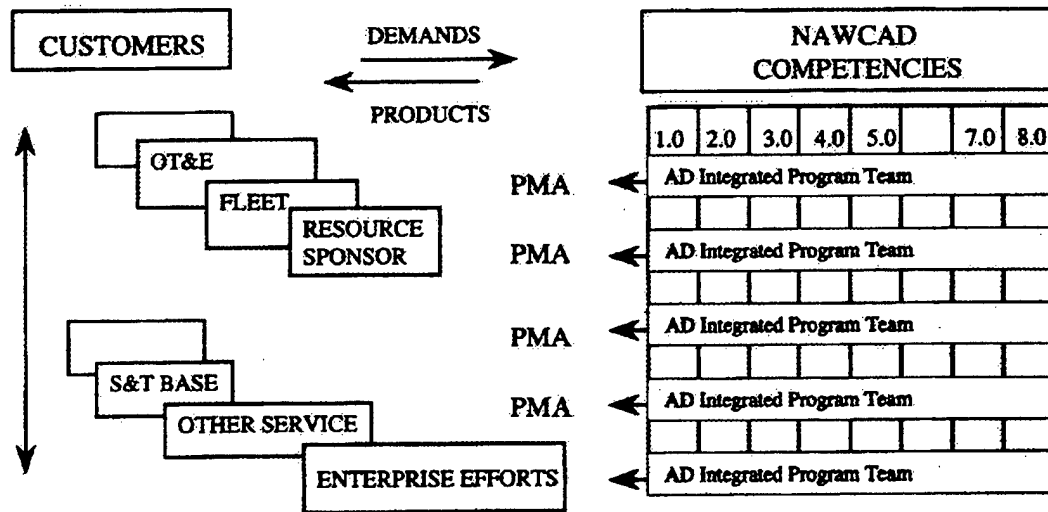 CUSTOMERS
DEMANDS
PRODUCTS
NAWCAD
COMPETENCIES
1.0 2.0 3.0 4.0 5.0 7.0 8.0
OT&E
FLEET
RESOURCE
SPONSOR
S&T BASE
OTHER SERVICE
ENTERPRISE EFFORTS
PMA AD Integrated Program Team
PMA AD Integrated Program Team
PMA AD Integrated Program Team
PMA AD Integrated Program Team
AD Integrated Program Team